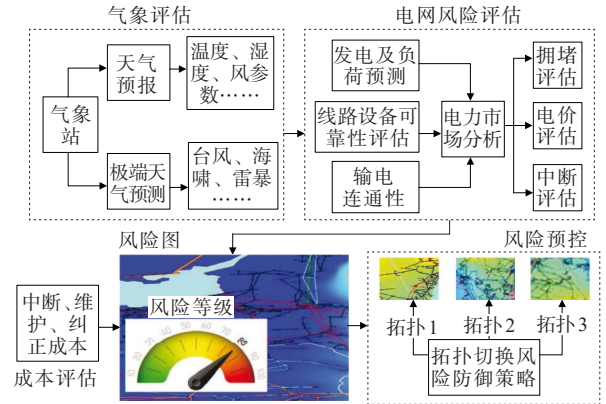 气象评估
气象
站
天气
预报
温度、湿
度、风参
数……
极端天
气预测
台风、海
啸、雷暴
……
电网风险评估
发电及负
荷预测
线路设备可
靠性评估
输电
连通性
电力市
场分析
拥堵
评估
电价
评估
中断
评估
风险图
风险等级
10
80
90
100
中断、维
护、纠
正成本
成本评估
风险预控
拓扑1
拓扑2
拓扑3
拓扑切换风
险防御策略